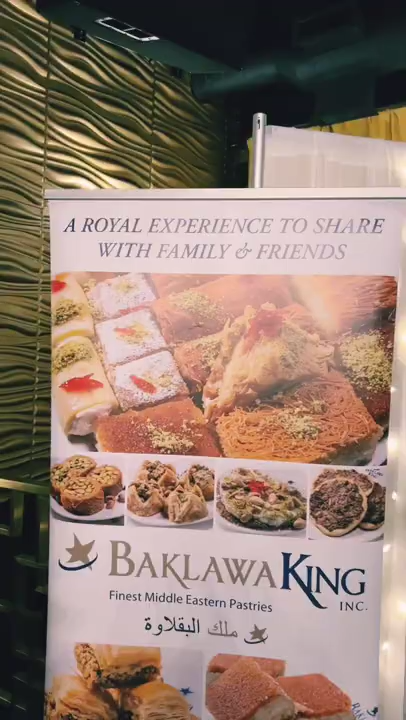 A ROYAL EXPERIENCE TO SHARE
WITH FAMILY & FRIENDS
BAKLAWA KING
INC.
Finest Middle Eastern Pastries
ملك البقلاوة